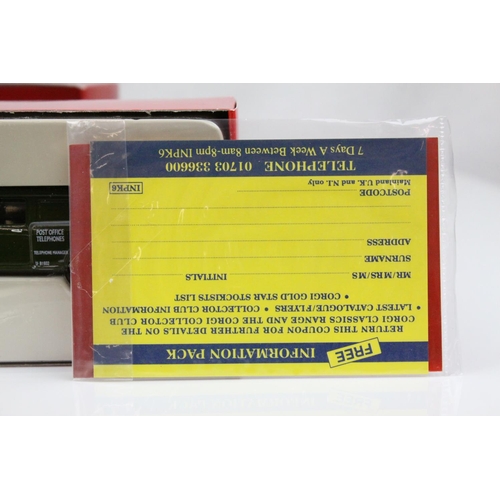 FREE INFORMATION PACK
RETURN THIS COUPON FOR FURTHER DETAILS ON THE
CORGI CLASSICS RANGE AND THE CORGI COLLECTOR CLUB
• LATEST CATALOGUE/FLYERS • COLLECTOR CLUB INFORMATION
• CORGI GOLD STAR STOCKISTS LIST
MR/MRS/MS INITIALS
SURNAME
ADDRESS
POSTCODE
Mainland U.K. and N.I. only
INPK6
TELEPHONE 01703 336600
7 Days A Week Between 8am-8pm INPK6
POST OFFICE
TELEPHONES
TELEPHONE MANAGER